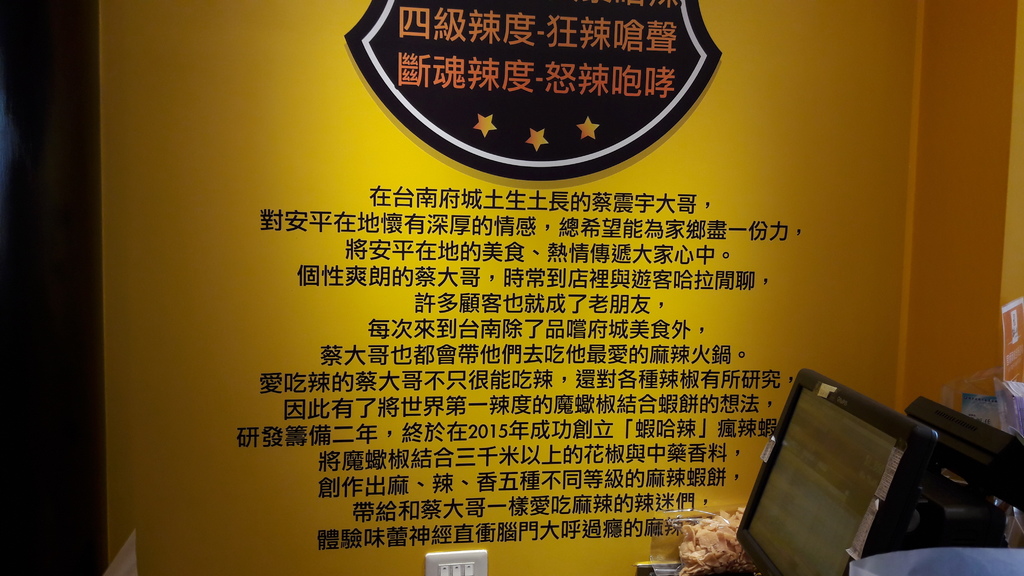 四級辣度-狂辣嗆聲
斷魂辣度-怒辣咆哮
在台南府城土生土長的蔡震宇大哥，
對安平在地懷有深厚的情感，總希望能為家鄉盡一份力，
將安平在地的美食、熱情傳遞大家心中。
個性爽朗的蔡大哥，時常到店裡與遊客哈拉閒聊，
許多顧客也就成了老朋友，
每次來到台南除了品嚐府城美食外，
蔡大哥也都會帶他們去吃他最愛的麻辣火鍋。
愛吃辣的蔡大哥不只很能吃辣，還對各種辣椒有所研究，
因此有了將世界第一辣度的魔蠍椒結合蝦餅的想法，
研發籌備二年，終於在2015年成功創立「蝦哈辣」瘋辣蝦
將魔蠍椒結合三千米以上的花椒與中藥香料，
創作出麻、辣、香五種不同等級的麻辣蝦餅，
帶給和蔡大哥一樣愛吃麻辣的辣迷們，
體驗味蕾神經直衝腦門大呼過癮的麻辣